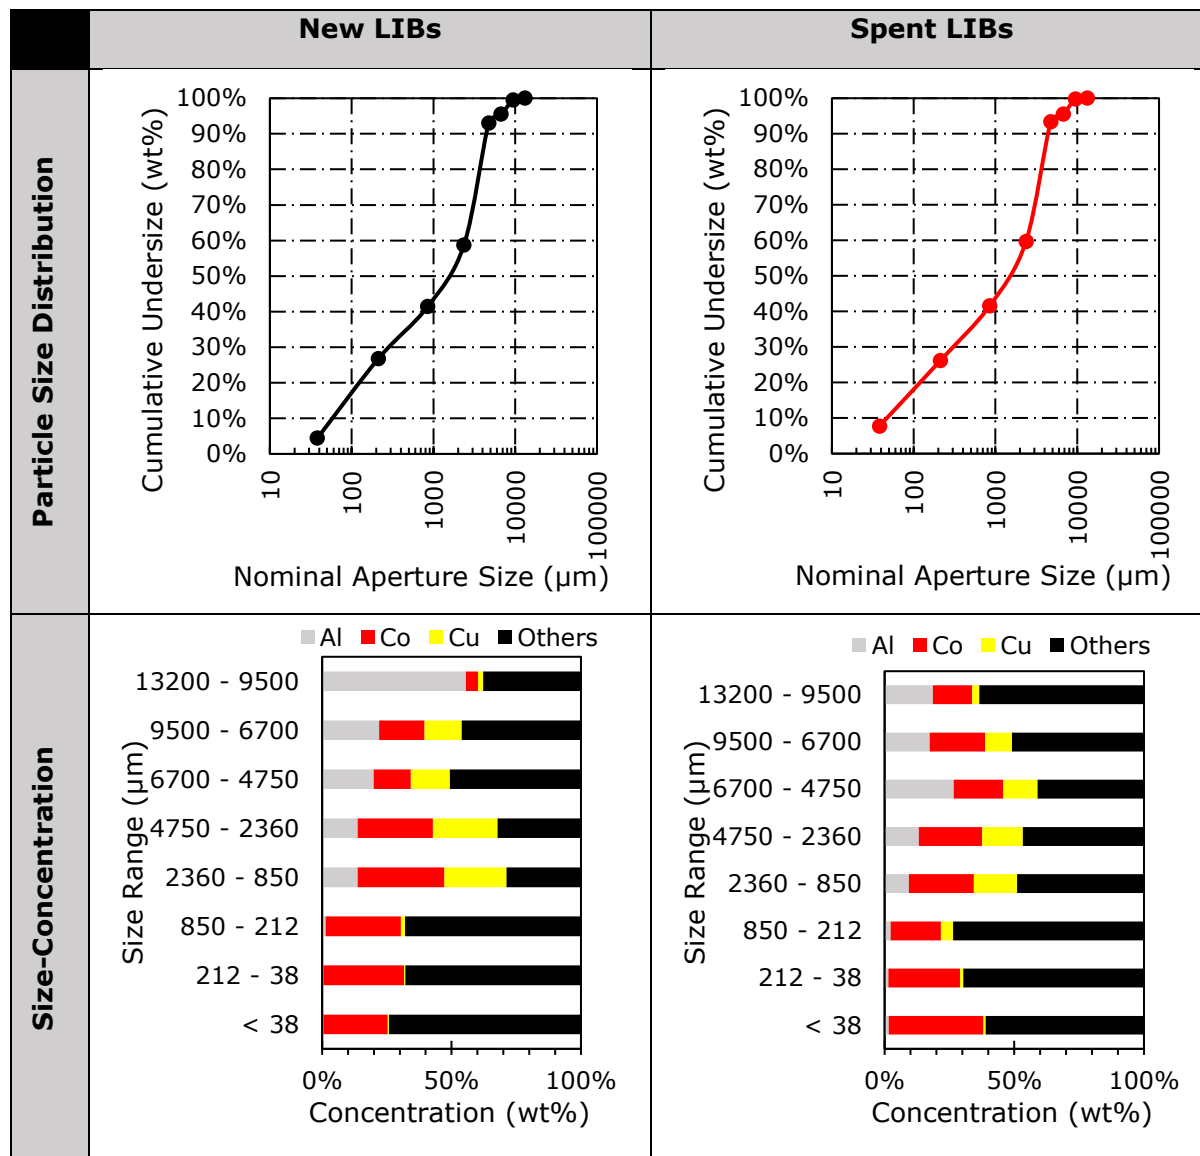 New LIBs
Spent LIBs
Particle Size Distribution
Cumulative Undersize (wt%)
100%
90%
80%
70%
60%
50%
40%
30%
20%
10%
0%
10
100
1000
10000
100000
Nominal Aperture Size (µm)
Cumulative Undersize (wt%)
100%
90%
80%
70%
60%
50%
40%
30%
20%
10%
0%
10
100
1000
10000
100000
Nominal Aperture Size (µm)
Size-Concentration
Al Co Cu Others
Size Range (µm)
13200 - 9500
9500 - 6700
6700 - 4750
4750 - 2360
2360 - 850
850 - 212
212 - 38
< 38
0% 50% 100%
Concentration (wt%)
Al Co Cu Others
Size Range (µm)
13200 - 9500
9500 - 6700
6700 - 4750
4750 - 2360
2360 - 850
850 - 212
212 - 38
< 38
0% 50% 100%
Concentration (wt%)